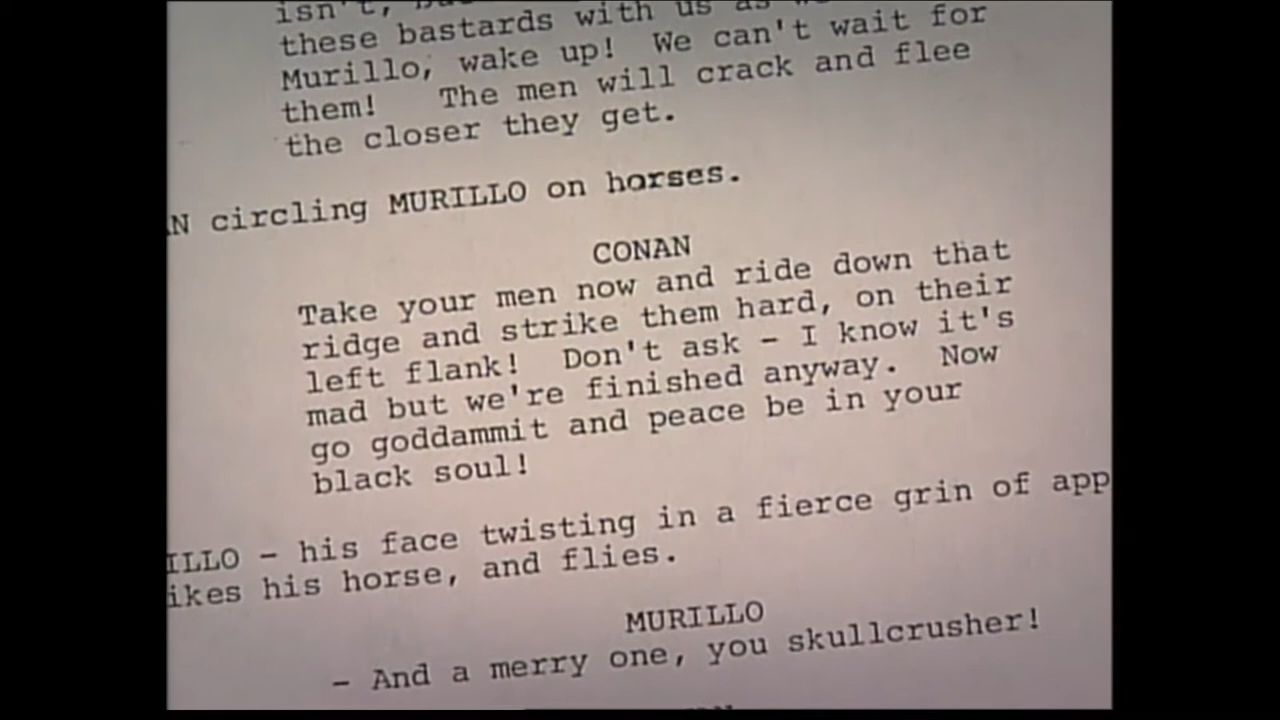 isn't,
these bastards with us as
Murillo, wake up!  We can't wait for
them!   The men will crack and flee
the closer they get.
N circling MURILLO on horses.
CONAN
Take your men now and ride down that
ridge and strike them hard, on their
left flank!  Don't ask - I know it's
mad but we're finished anyway.  Now
go goddammit and peace be in your
black soul!
ILLO - his face twisting in a fierce grin of app
ikes his horse, and flies.
MURILLO
- And a merry one, you skullcrusher!